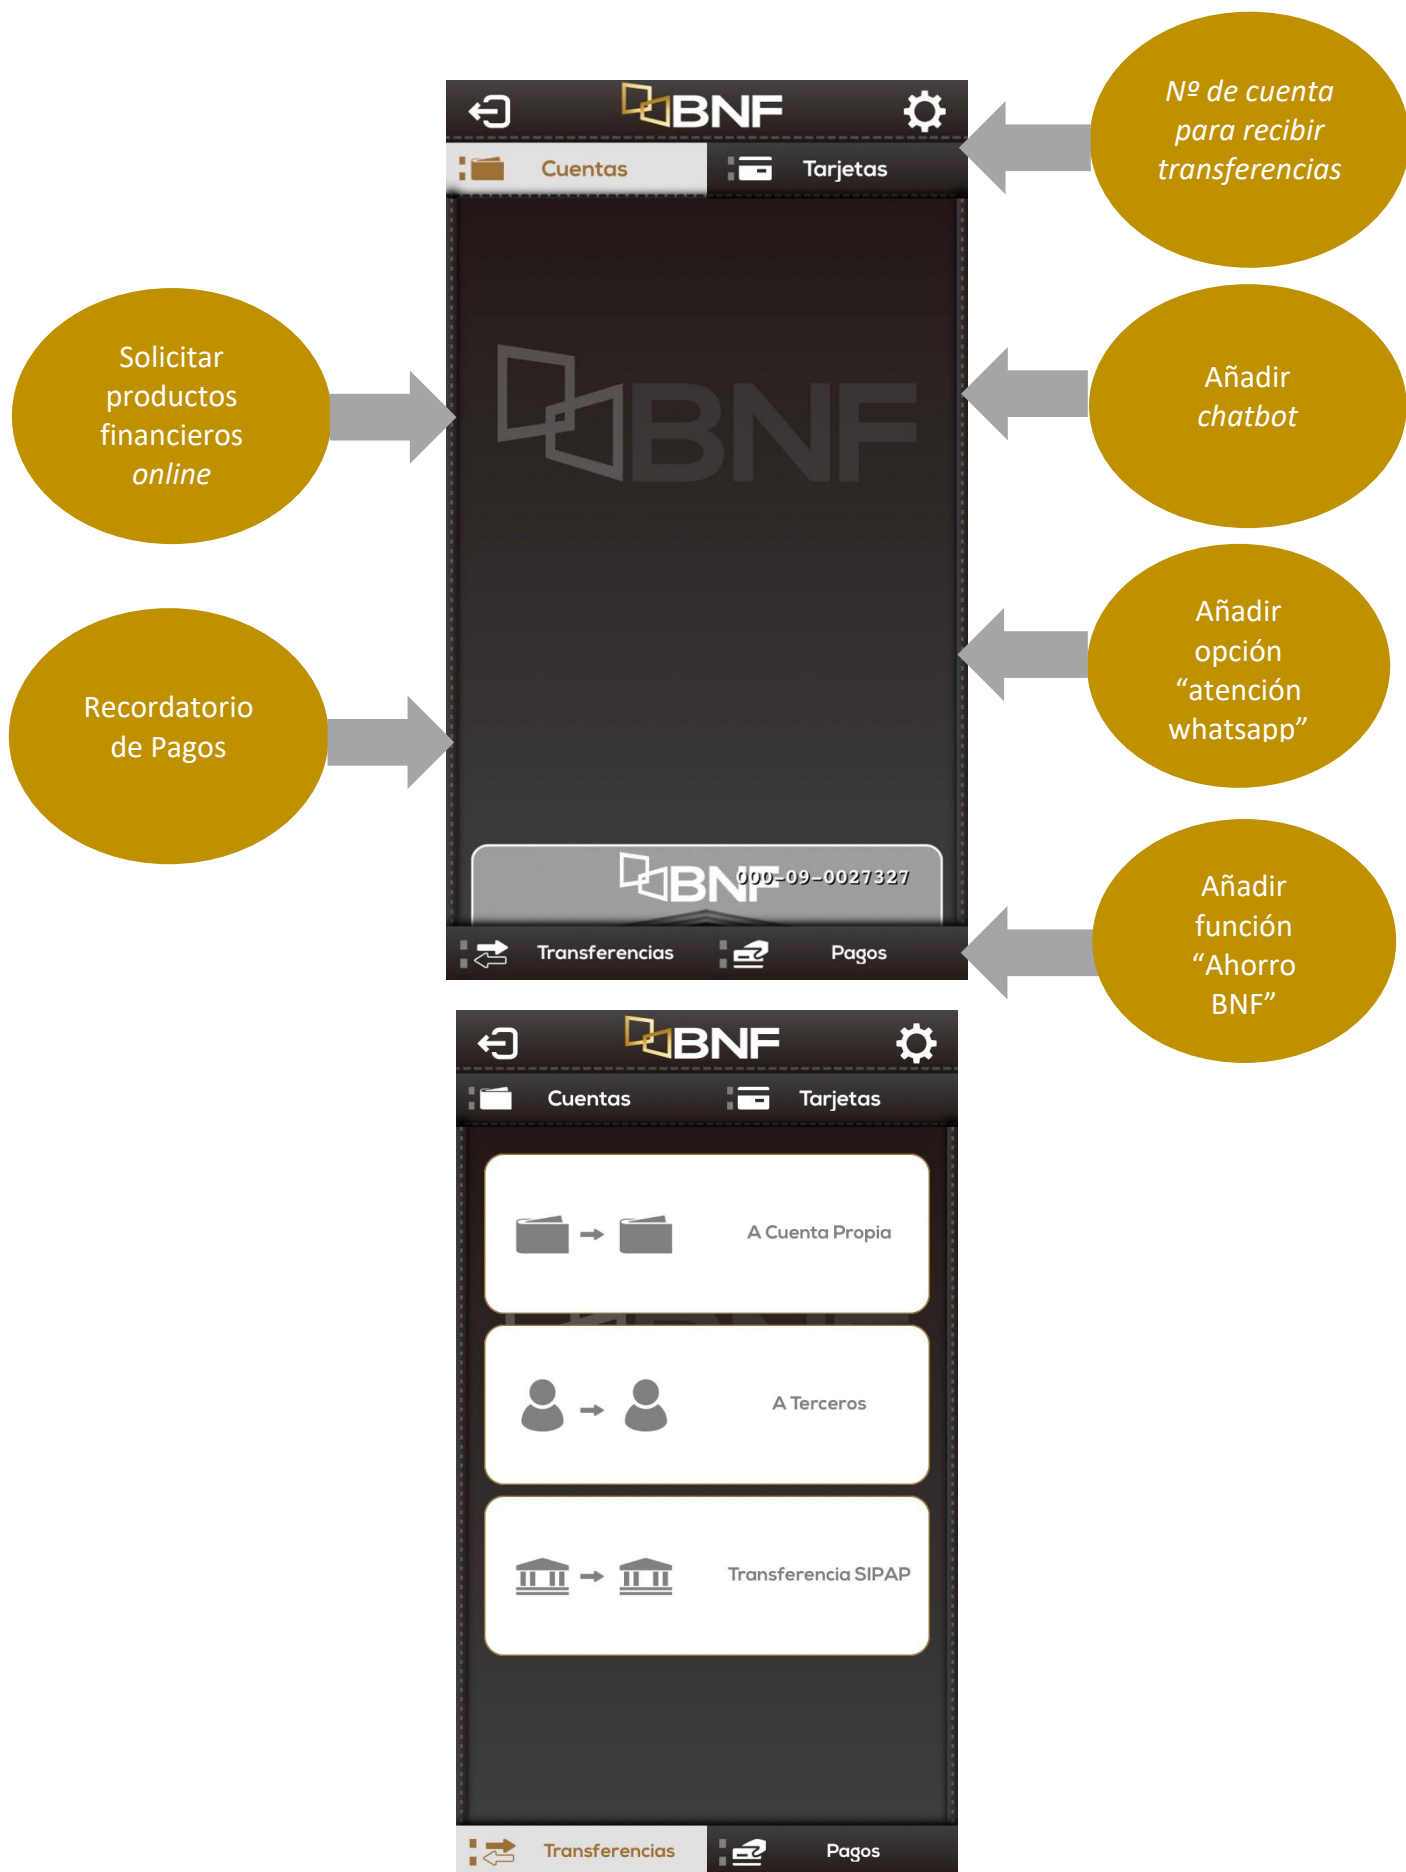 BNF
Cuentas
Tarjetas
Nº de cuenta
para recibir
transferencias
Solicitar
productos
financieros
online
BNF
Añadir
chatbot
Recordatorio
de Pagos
Añadir
opción
“atención
whatsapp”
BNF
000-09-0027327
Transferencias
Pagos
Añadir
función
“Ahorro
BNF”
BNF
Cuentas
Tarjetas
A Cuenta Propia
BNF
A Terceros
Transferencia SIPAP
Transferencias
Pagos